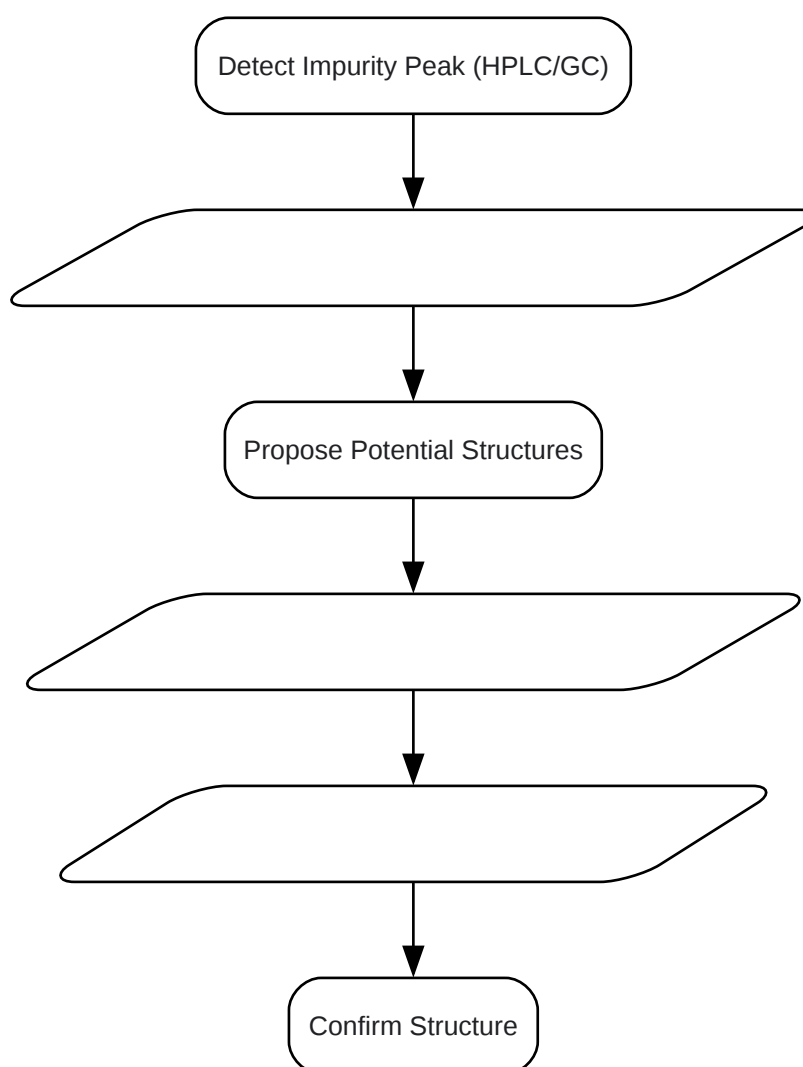 Detect Impurity Peak (HPLC/GC)
Propose Potential Structures
Confirm Structure